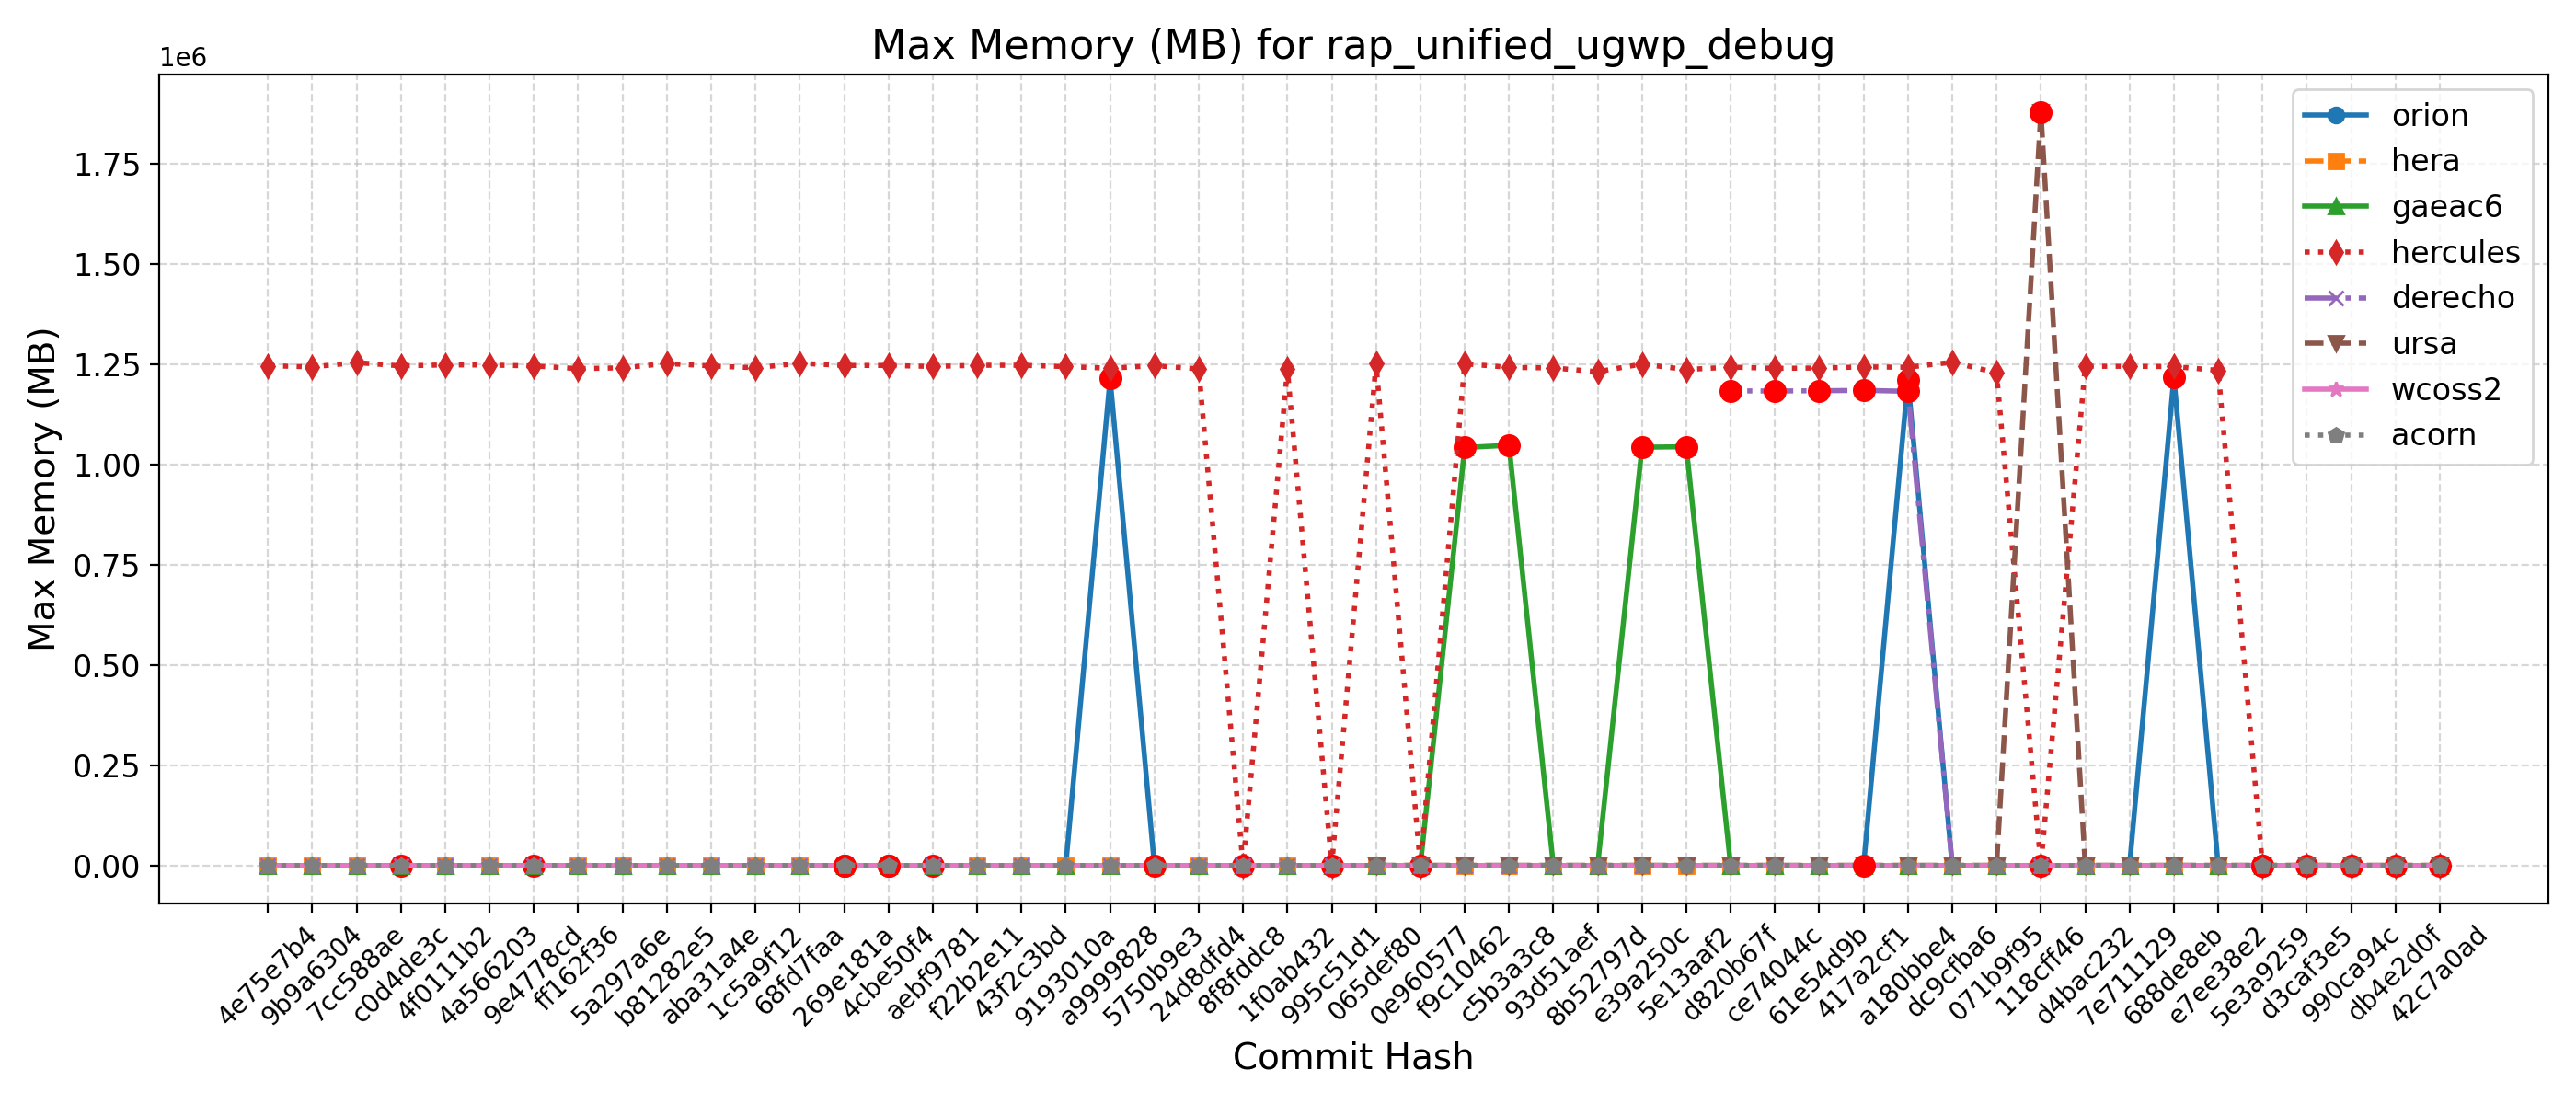 Max Memory (MB) for rap_unified_ugwp_debug
1e6
1.75
1.50
1.25
1.00
0.75
0.50
0.25
0.00
Max Memory (MB)
orion
hera
gaeac6
hercules
derecho
ursa
wcoss2
acorn
4e75e7b4
9b9a6304
7cc588ae
c0d4de3c
4f0111b2
4a566203
9e4778cd
ff162f36
5a297a6e
b81282e5
aba31a4e
1c5a9f12
68fd7faa
269e181a
4cbe50f4
aebf9781
f22b2e11
43f2c3bd
9193010a
a9999828
5750b9e3
24d8dfd4
8f8fddc8
1f0ab432
995c51d1
065def80
0e960577
f9c10462
c5b3a3c8
93d51aef
8b52797d
e39a250c
5e13aaf2
d820b67f
ce74044c
61e54d9b
417a2cf1
a180bbe4
dc9cfba6
071b9f95
118cff46
d4bac232
7e711129
688de8eb
e7ee38e2
5e3a9259
d3caf3e5
990ca94c
db4e2d0f
42c7a0ad
Commit Hash